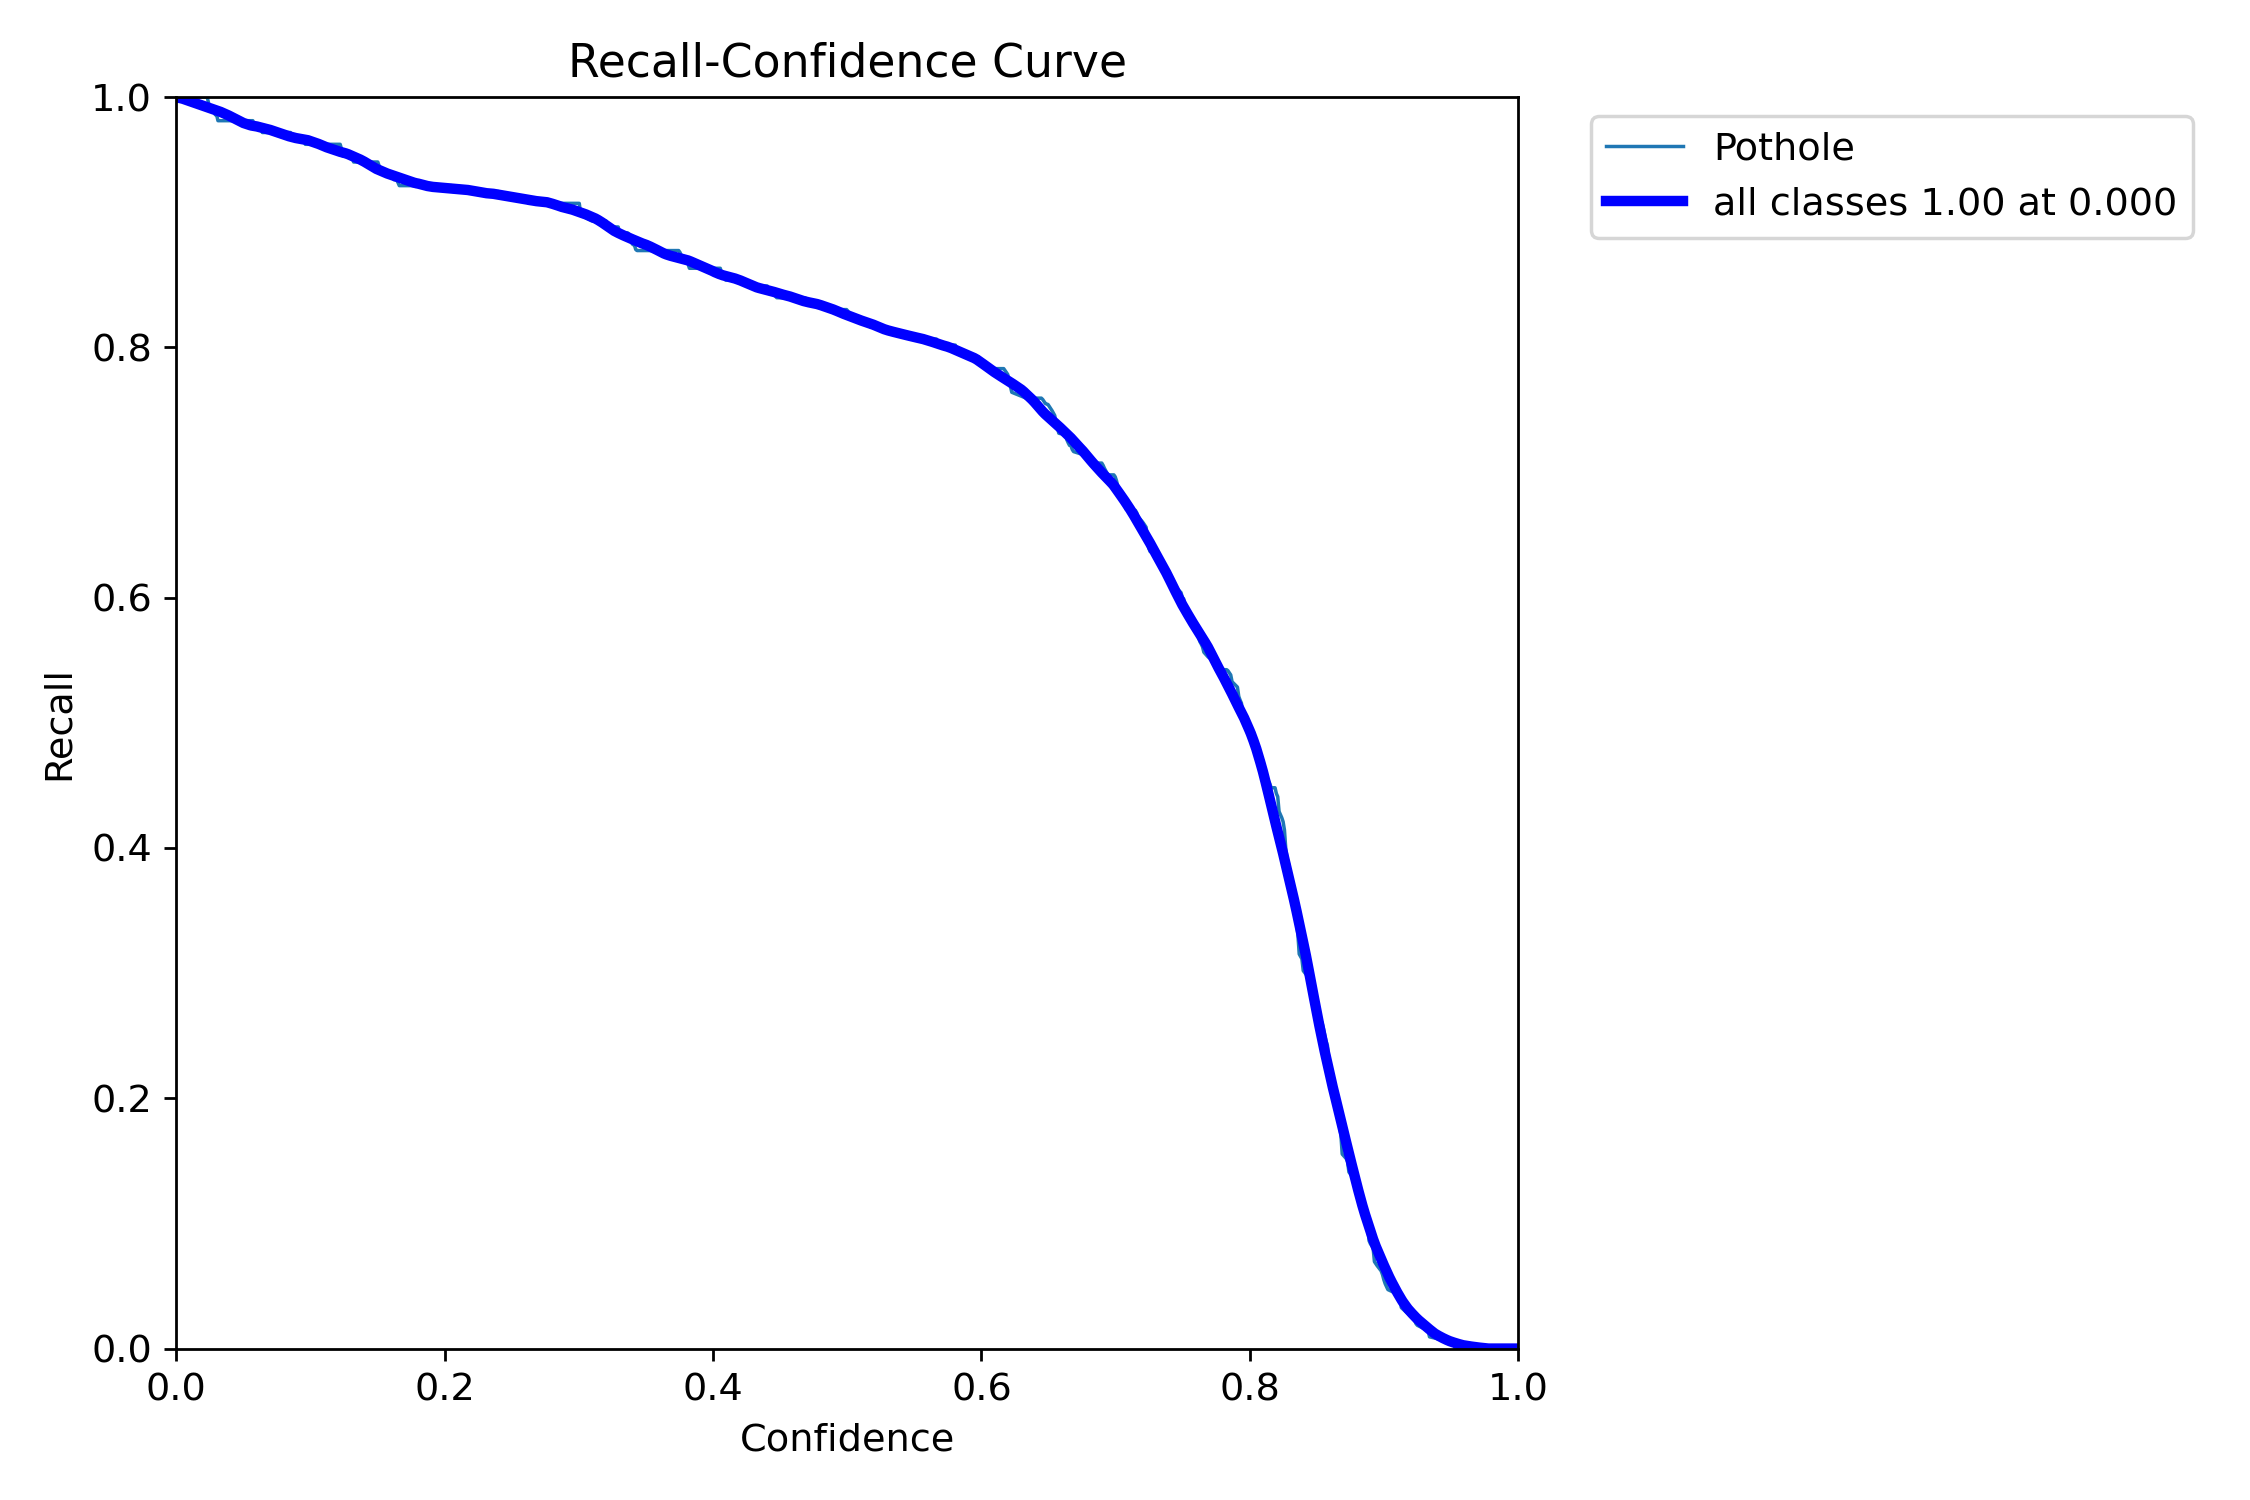 Recall-Confidence Curve
Pothole
all classes 1.00 at 0.000
1.0
0.8
0.6
0.4
0.2
0.0
Recall
0.0 0.2 0.4 0.6 0.8 1.0
Confidence